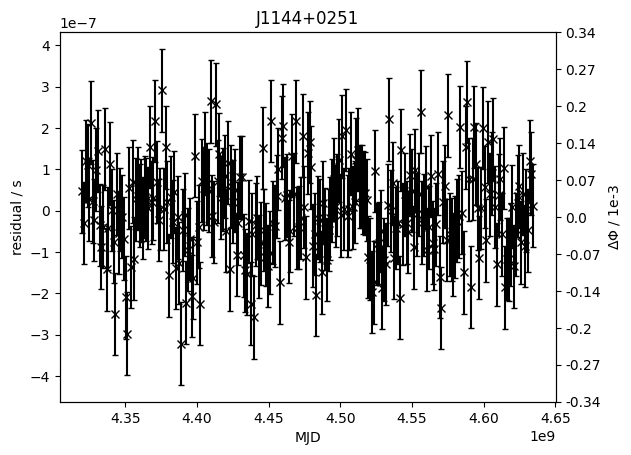 J1144+0251
1e−7
4
3
2
1
0
−1
−2
−3
−4
residual / s
0.34
0.27
0.2
0.14
0.07
0.0
-0.07
-0.14
-0.2
-0.27
-0.34
ΔΦ / 1e-3
4.35 4.40 4.45 4.50 4.55 4.60 4.65
MJD
1e9